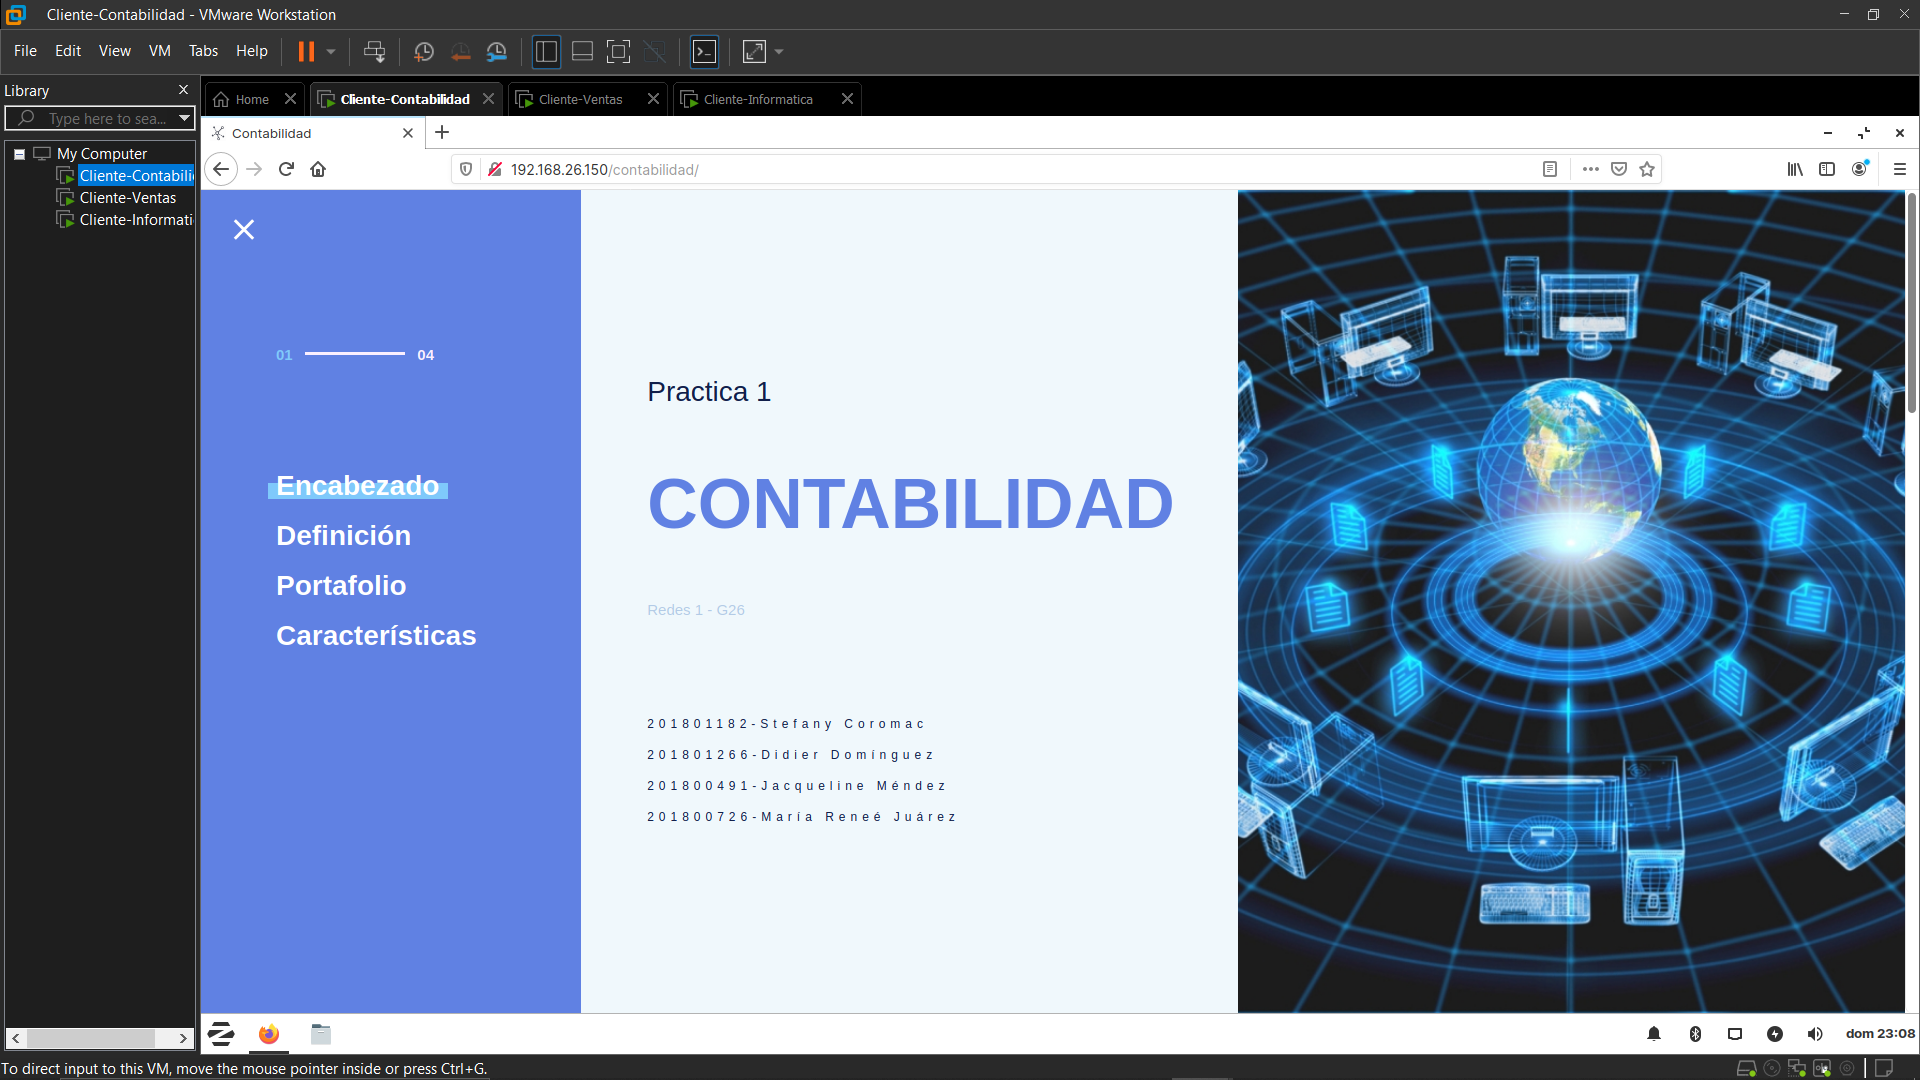 Cliente-Contabilidad - VMware Workstation
File Edit View VM Tabs Help
Library
Type here to sea...
My Computer
Cliente-Contabili
Cliente-Ventas
Cliente-Informati
Home
Cliente-Contabilidad
Cliente-Ventas
Cliente-Informatica
Contabilidad
192.168.26.150/contabilidad/
01
04
Encabezado
Definición
Portafolio
Características
Practica 1
CONTABILIDAD
Redes 1 - G26
201801182-Stefany Coromac
201801266-Didier Domínguez
201800491-Jacqueline Méndez
201800726-María Reneé Juárez
dom 23:08
To direct input to this VM, move the mouse pointer inside or press Ctrl+G.